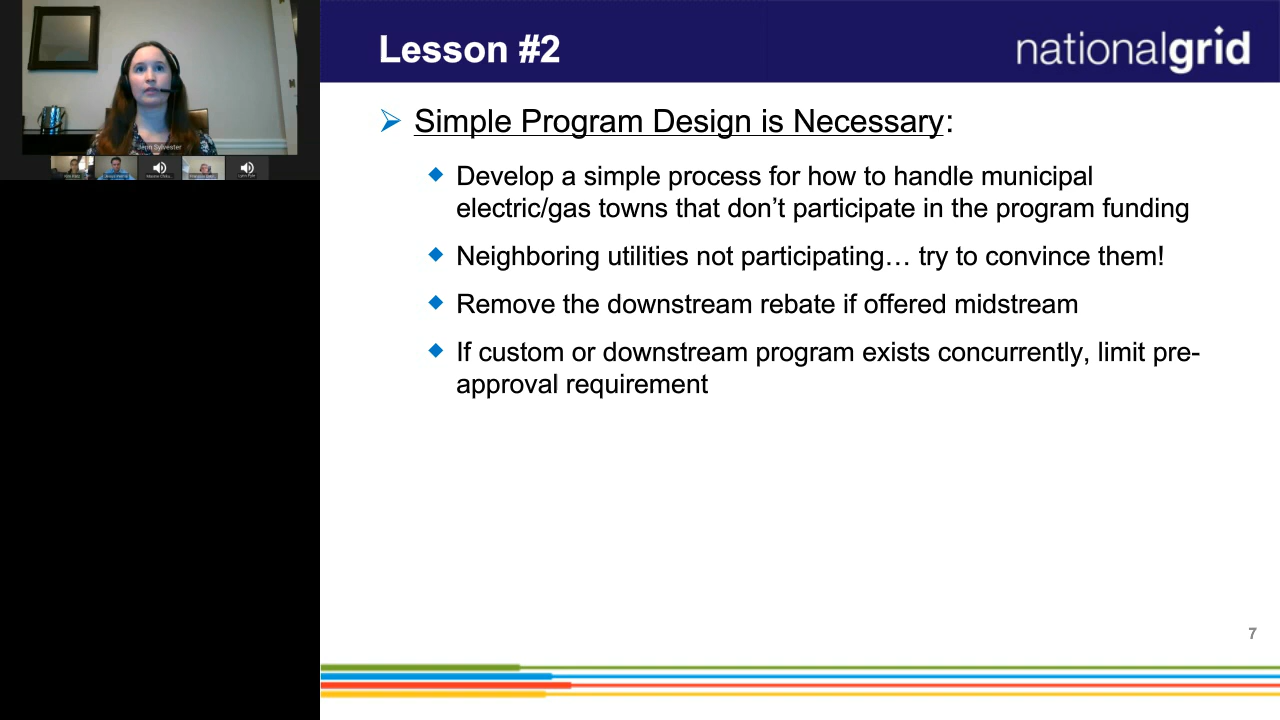 Lesson #2
nationalgrid
Jenn Sylvester
➢ Simple Program Design is Necessary:
◆ Develop a simple process for how to handle municipal
electric/gas towns that don’t participate in the program funding
◆ Neighboring utilities not participating… try to convince them!
◆ Remove the downstream rebate if offered midstream
◆ If custom or downstream program exists concurrently, limit pre-
approval requirement
7